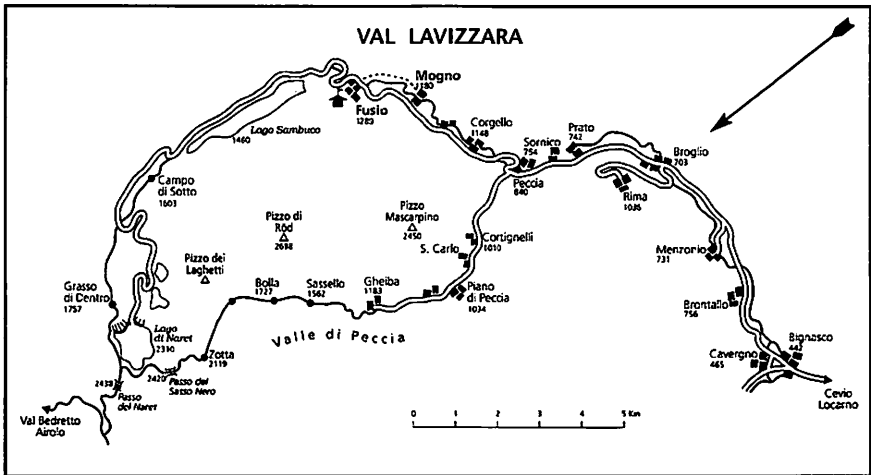 VAL LAVIZZARA
Mogno
1180
Fusio
1289
Lago Sambuco
1460
Corgello
1148
Sornico
754
Prato
742
Broglio
703
Peccia
840
Rima
1036
Campo
di Sotto
1603
Pizzo di
Röd
2698
Pizzo
Mascarpino
2450
Cortignelli
1010
S. Carlo
Menzonio
731
Pizzo dei
Laghetti
Grasso
di Dentro
1757
Bolla
1727
Sassello
1562
Gheiba
1183
Piano
di Peccia
1034
Brontallo
756
Valle di Peccia
Lago
di Naret
2310
Zotta
2119
Bignasco
442
Cavergno
465
2438
Passo
del Naret
2420
Passo del
Sasso Nero
Val Bedretto
Airolo
Cevio
Locarno
0 1 2 3 4 5 Km